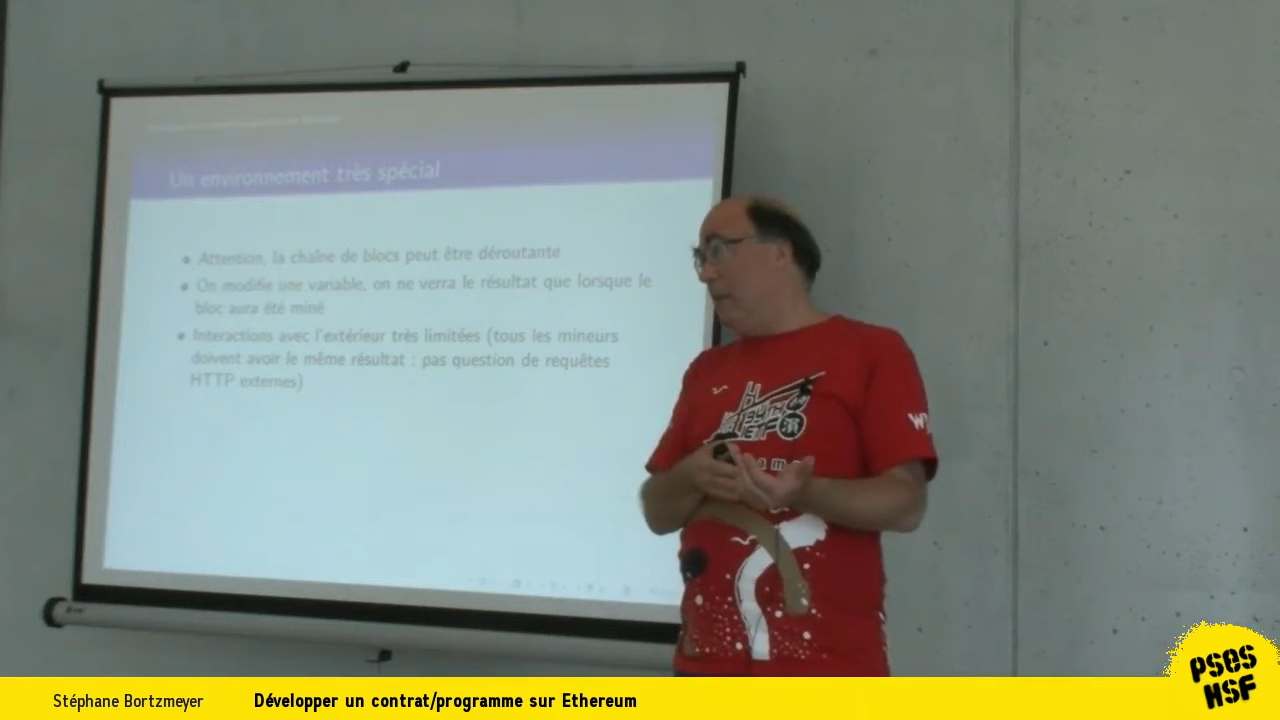 Un environnement très spécial
Attention, la chaîne de blocs peut être déroutante
On modifie une variable, on ne verra le résultat que lorsque le
bloc aura été miné
Interactions avec l'extérieur très limitées (tous les mineurs
doivent avoir le même résultat : pas question de requêtes
HTTP externes)
PSES
HSF
Stéphane Bortzmeyer
Développer un contrat/programme sur Ethereum